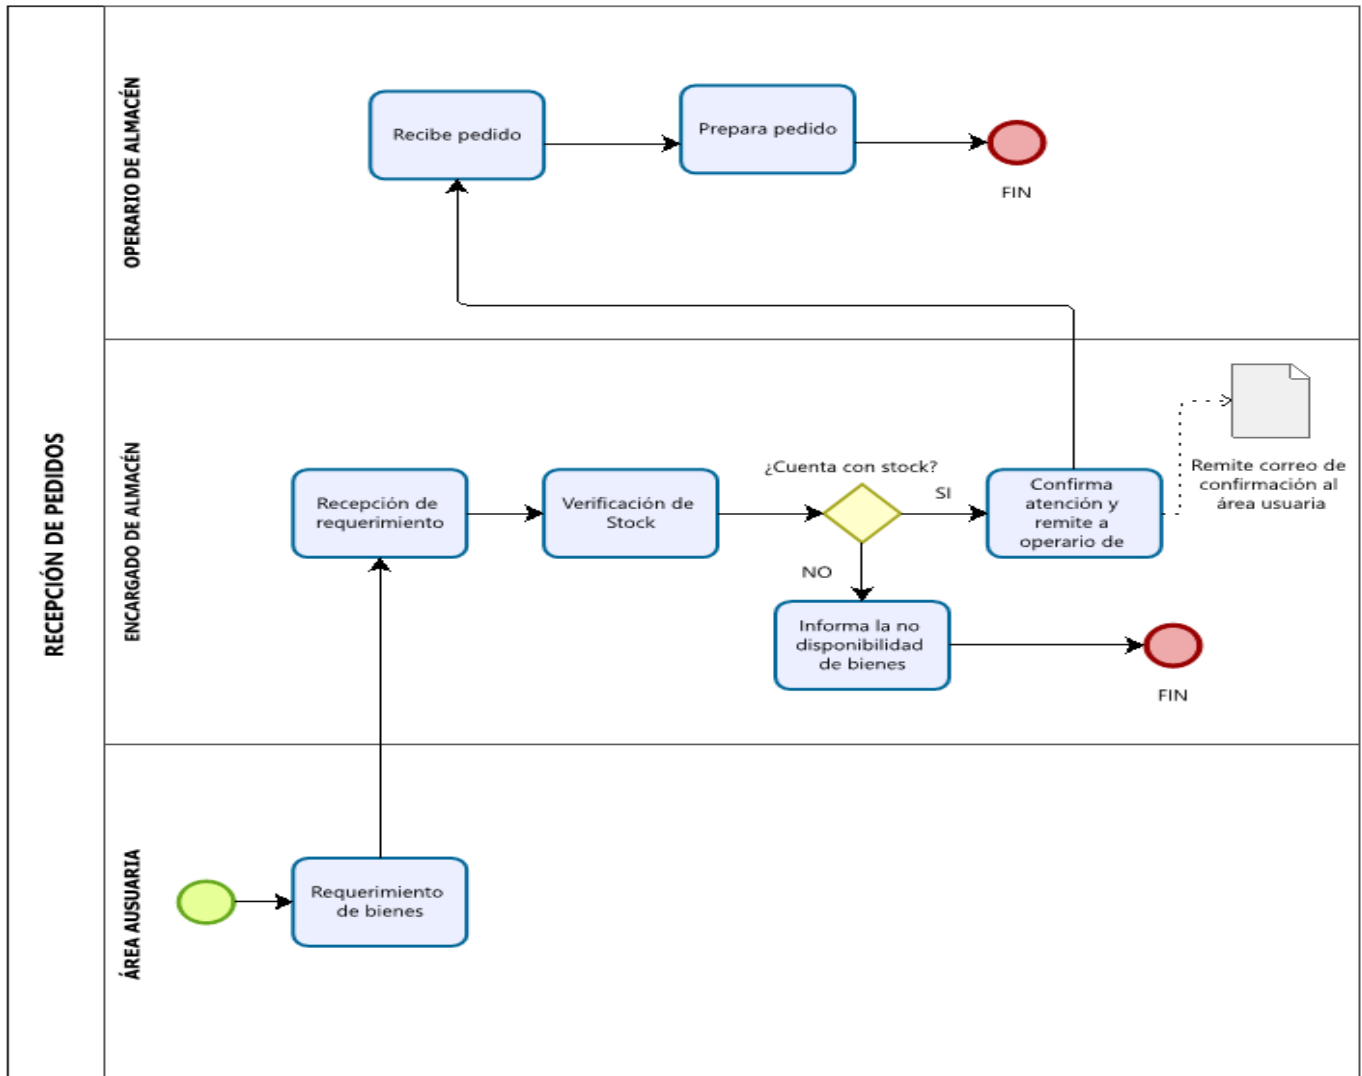 RECEPCIÓN DE PEDIDOS
OPERARIO DE ALMACÉN
Recibe pedido
Prepara pedido
FIN
ENCARGADO DE ALMACÉN
Recepción de
requerimiento
Verificación de
Stock
¿Cuenta con stock?
SI
NO
Confirma
atención y
remite a
operario de
Remite correo de
confirmación al
área usuaria
Informa la no
disponibilidad
de bienes
FIN
ÁREA AUSUARIA
Requerimiento
de bienes